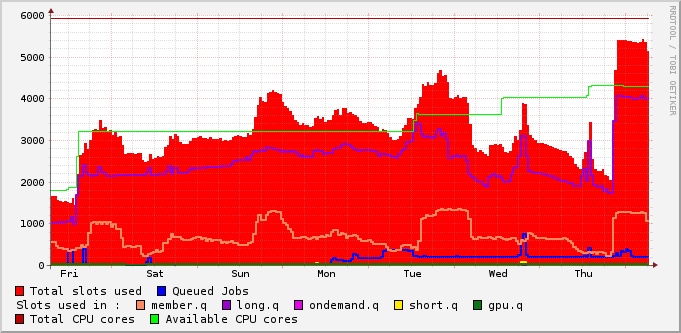 6000
5000
4000
3000
2000
1000
0
Fri Sat Sun Mon Tue Wed Thu
Total slots used Queued Jobs
Slots used in : member.q long.q ondemand.q short.q gpu.q
Total CPU cores Available CPU cores
RRDTOOL / TOBI OETIKER